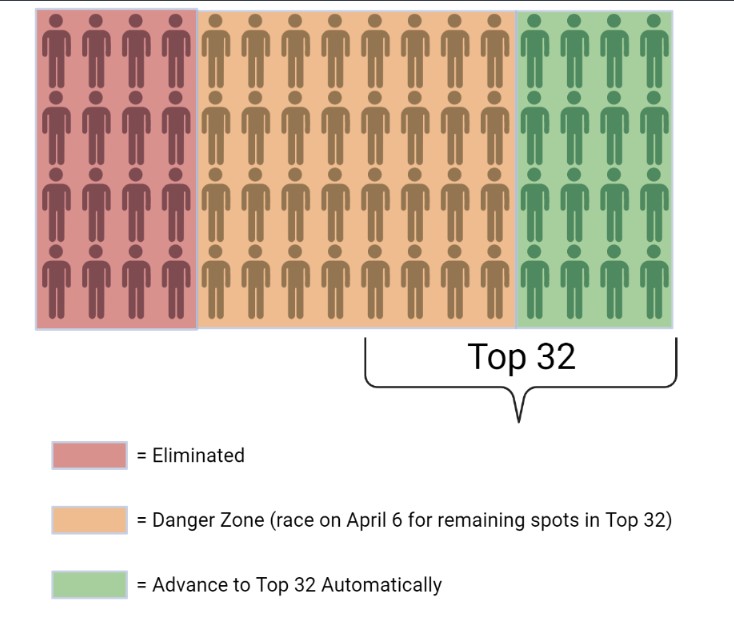 Top 32
= Eliminated
= Danger Zone (race on April 6 for remaining spots in Top 32)
= Advance to Top 32 Automatically